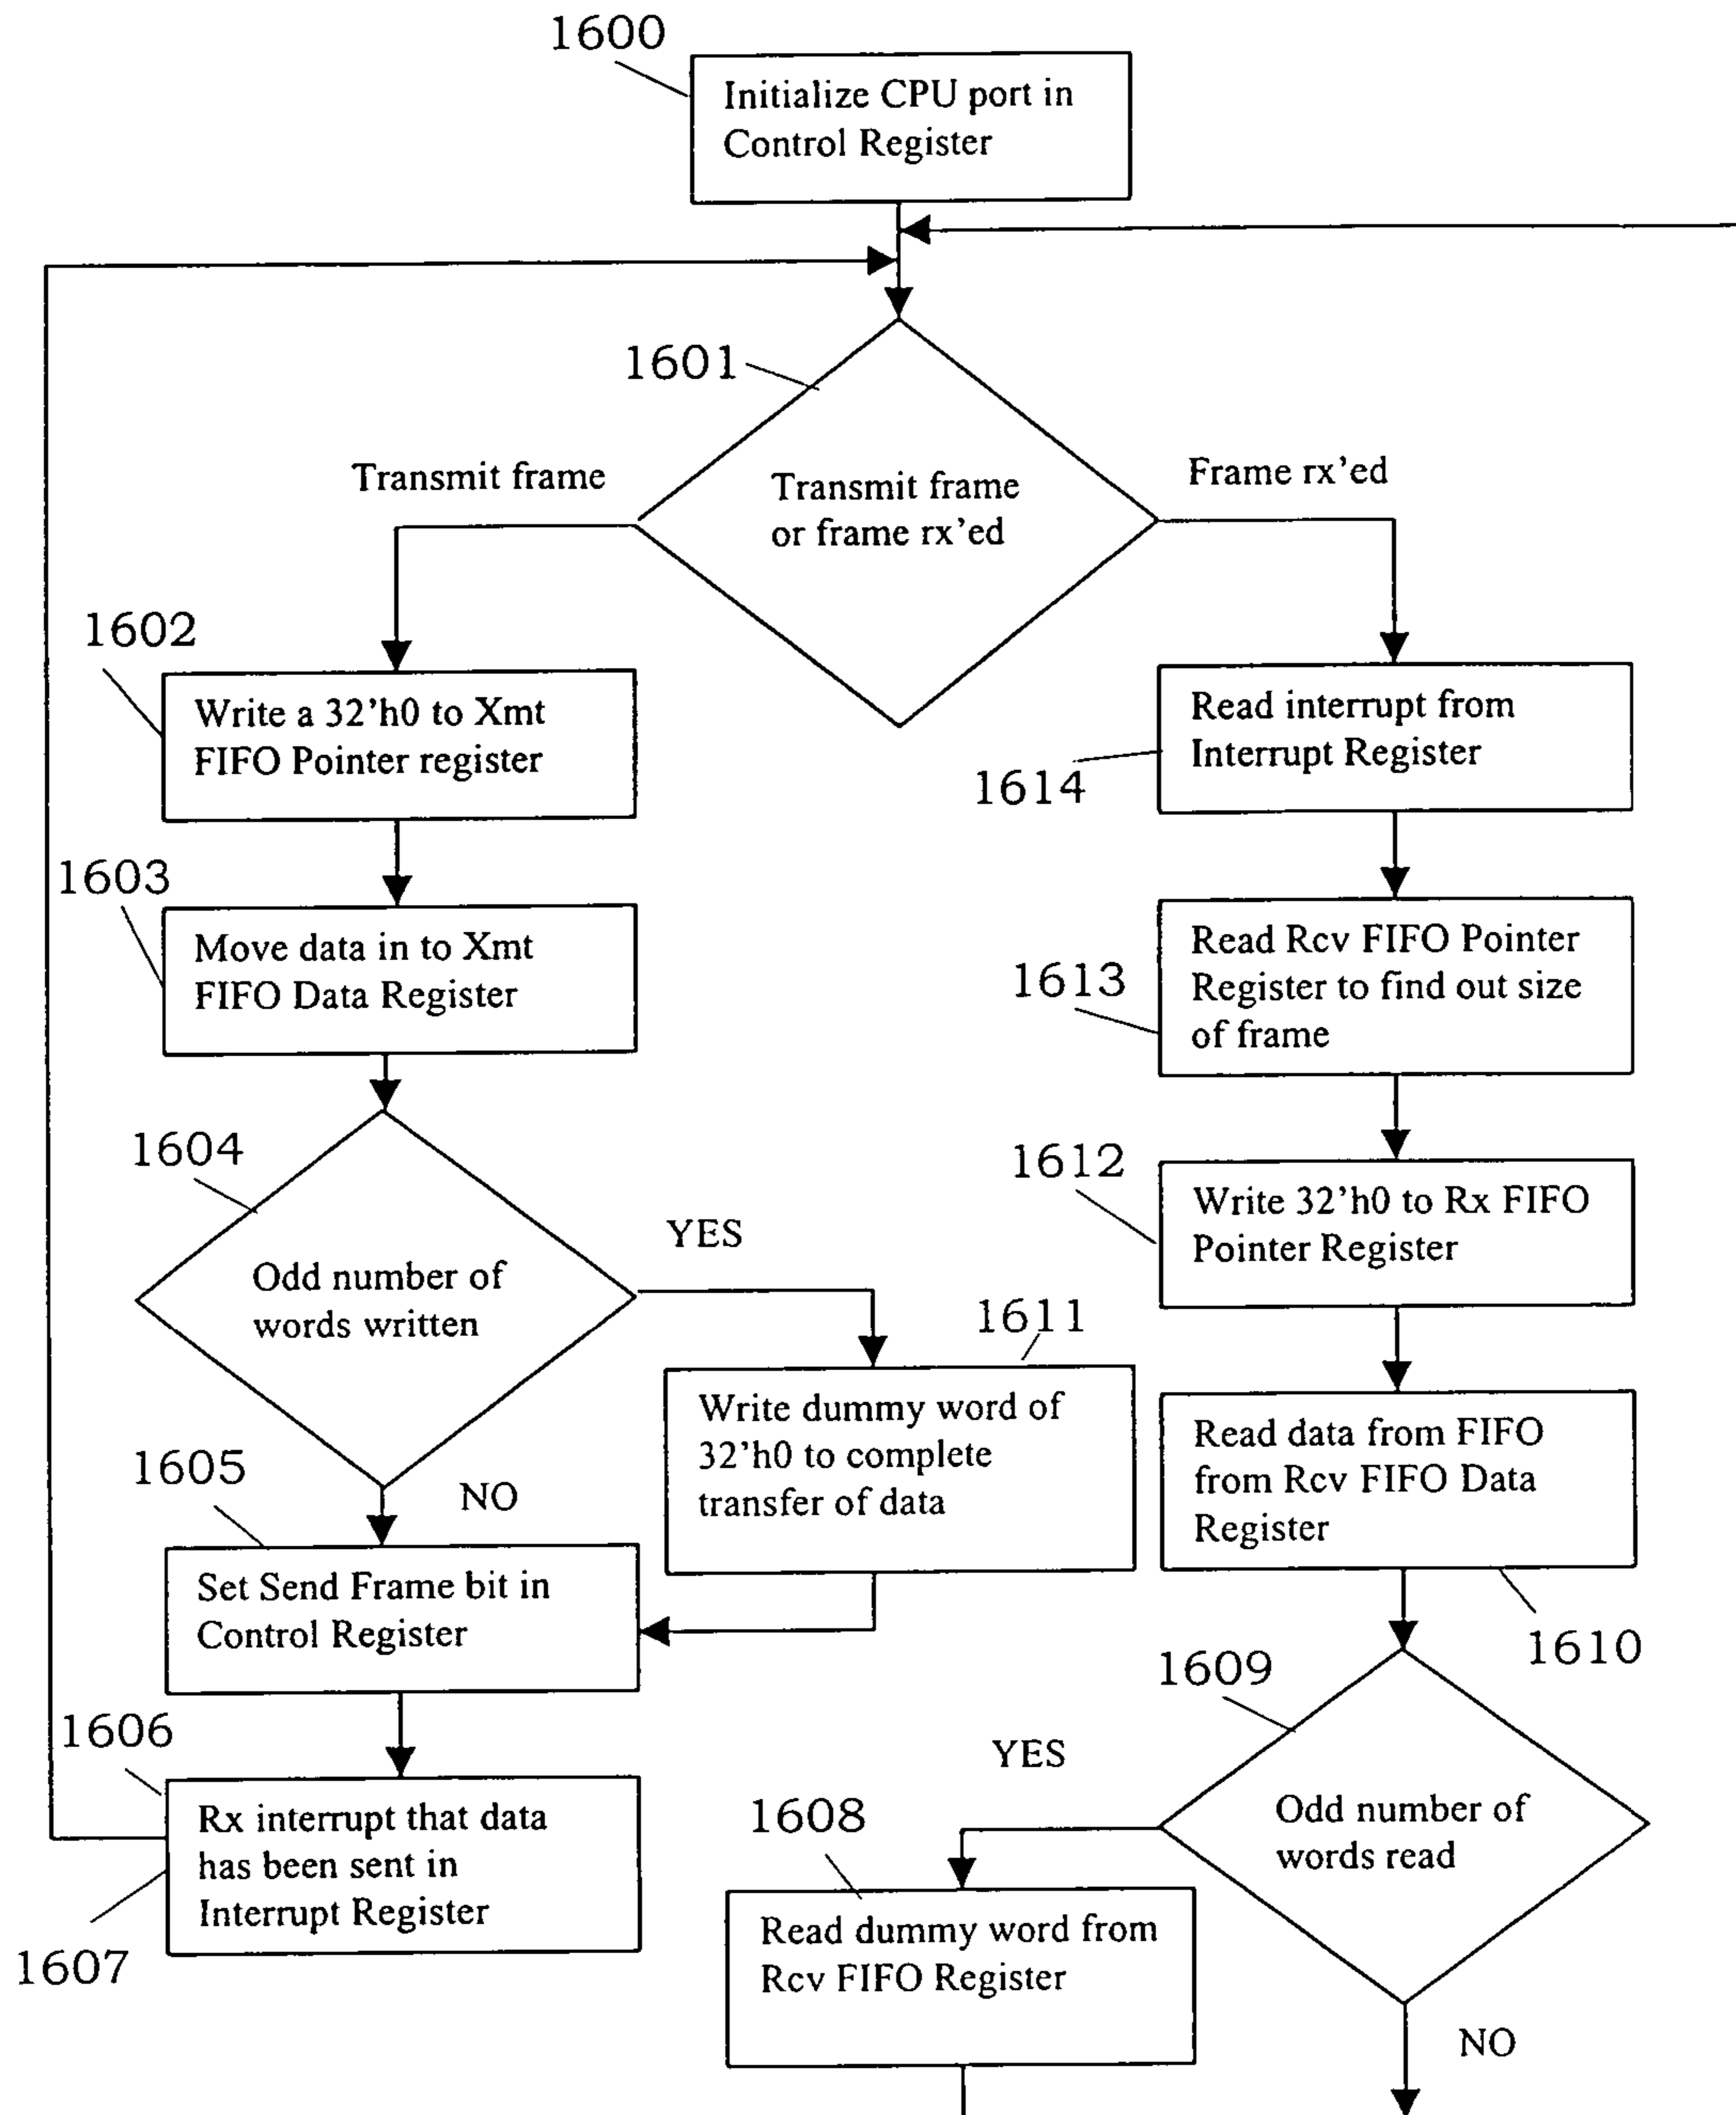 1600
Initialize CPU port in
Control Register
1601
Transmit frame
Transmit frame
or frame rx'ed
Frame rx'ed
1602
Write a 32'h0 to Xmt
FIFO Pointer register
Read interrupt from
Interrupt Register
1614
1603
Move data in to Xmt
FIFO Data Register
1613
Read Rcv FIFO Pointer
Register to find out size
of frame
1604
Odd number of
words written
YES
1612
Write 32'h0 to Rx FIFO
Pointer Register
1611
Write dummy word of
32'h0 to complete
transfer of data
Read data from FIFO
from Rcv FIFO Data
Register
1610
1605
NO
Set Send Frame bit in
Control Register
1609
YES
Odd number of
words read
1606
Rx interrupt that data
has been sent in
Interrupt Register
1607
1608
Read dummy word from
Rcv FIFO Register
NO